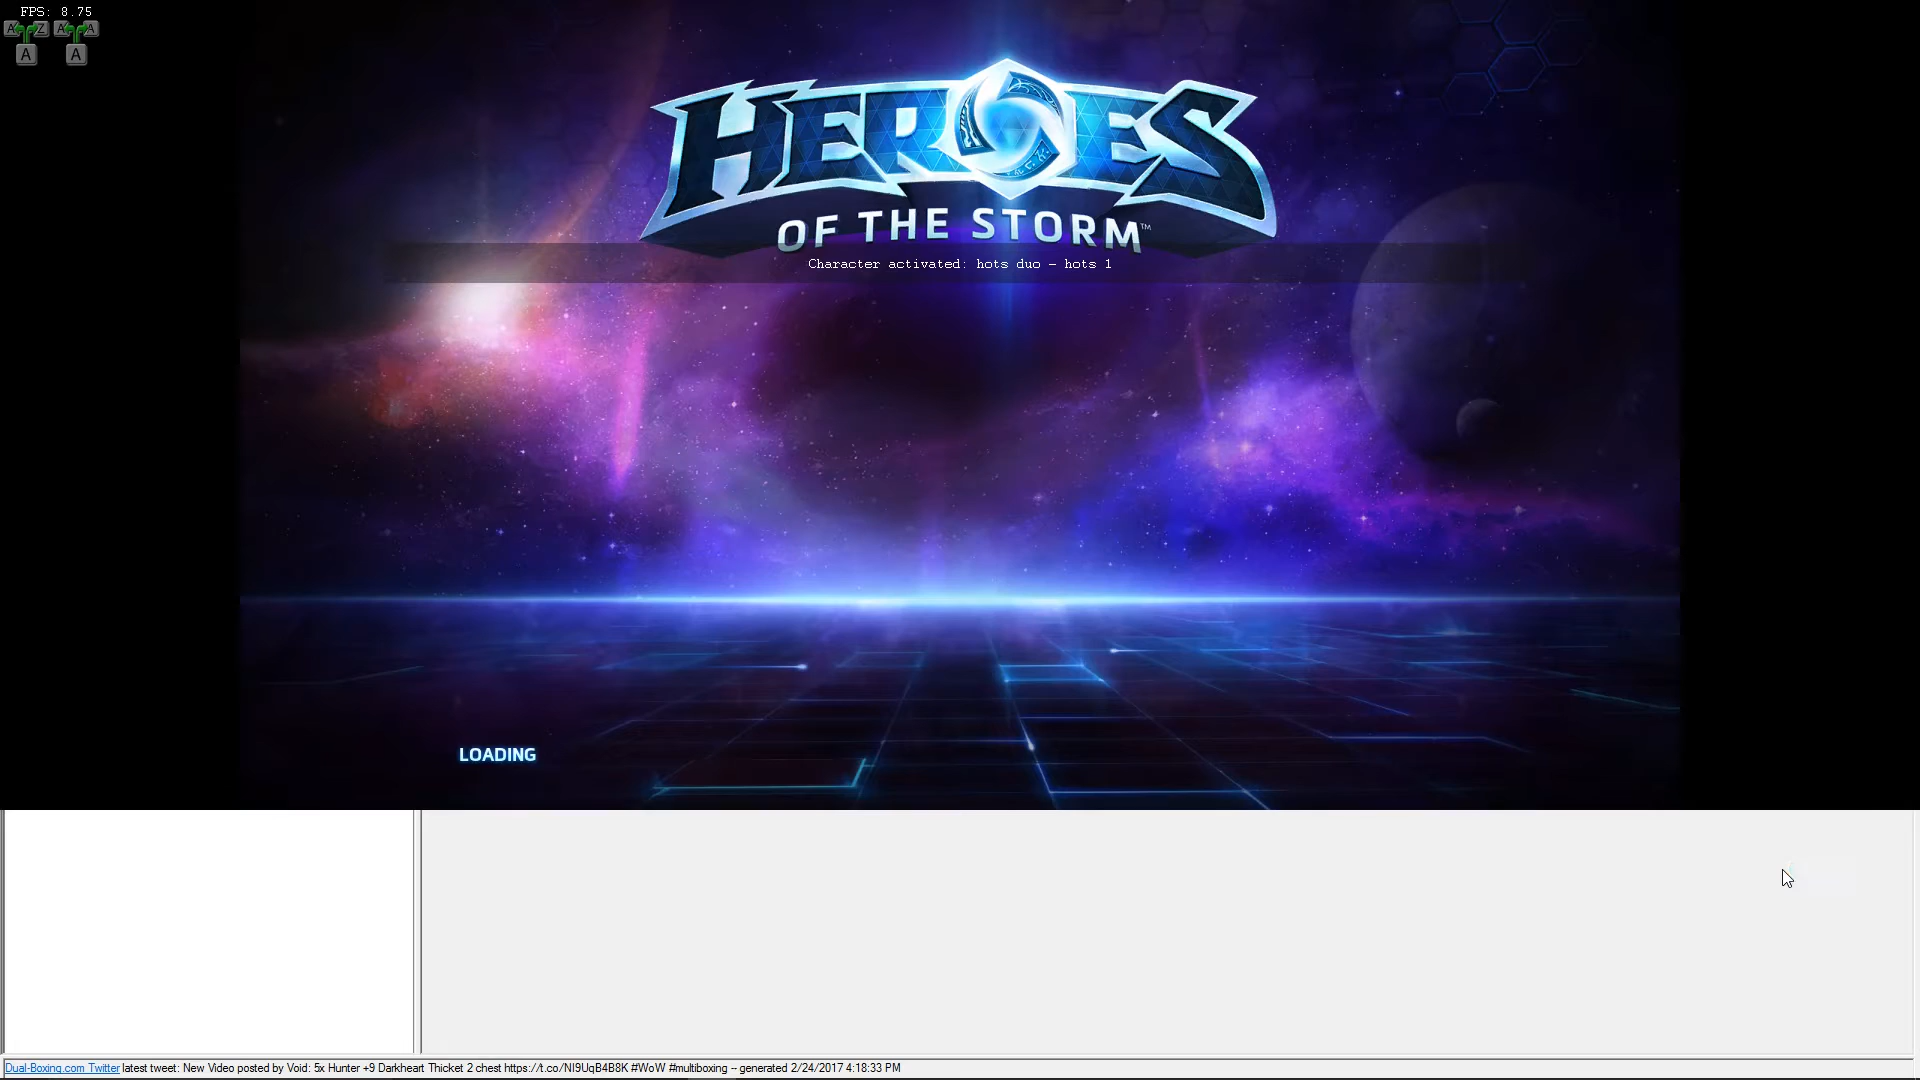 FPS: 8.75
A Z A A
A A
HEROES
OF THE STORM™
Character activated: hots duo - hots 1
LOADING
Dual-Boxing.com Twitter latest tweet: New Video posted by Void: 5x Hunter +9 Darkheart Thicket 2 chest https://t.co/NI9UqB4B8K #WoW #multiboxing -- generated 2/24/2017 4:18:33 PM